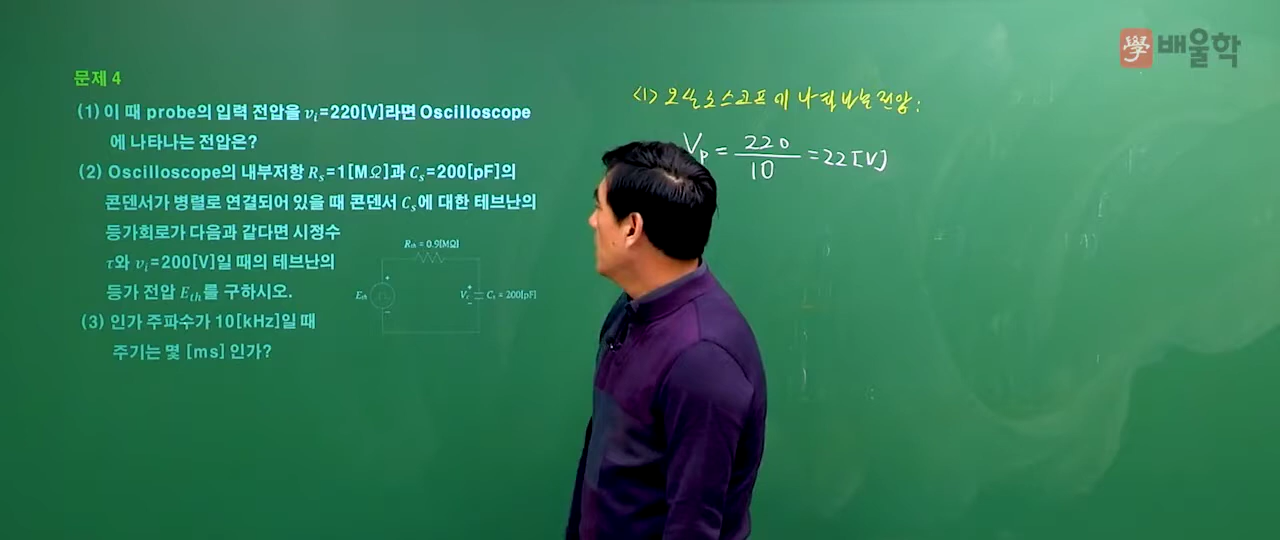 學 배울학
문제 4
(1) 이 때 probe의 입력 전압을 vᵢ=220[V]라면 Oscilloscope
에 나타나는 전압은?
(2) Oscilloscope의 내부저항 Rₛ=1[MΩ]과 Cₛ=200[pF]의
콘덴서가 병렬로 연결되어 있을 때 콘덴서 Cₛ에 대한 테브난의
등가회로가 다음과 같다면 시정수
τ와 vᵢ=200[V]일 때의 테브난의
등가 전압 Eₜₕ를 구하시오.
(3) 인가 주파수가 10[kHz]일 때
주기는 몇 [ms] 인가?
Rₜₕ = 0.9[MΩ]
Eₜₕ
Cₛ = 200[pF]
<1> 오실로스코프에 나타나는 전압 :
Vₚ = 220/10 = 22[V]